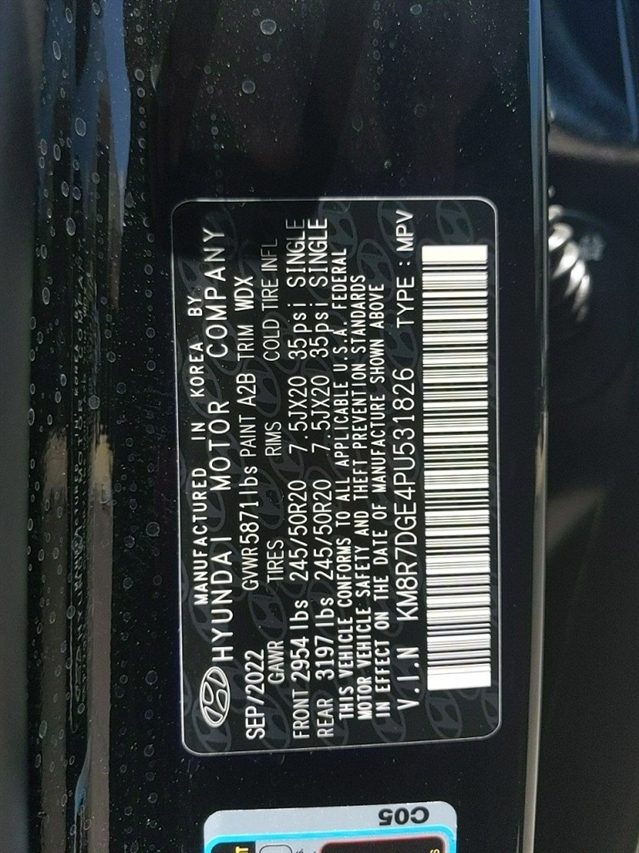 MANUFACTURED IN KOREA BY:
HYUNDAI MOTOR COMPANY
SEP/2022 GVWR 5871lbs PAINT A2B TRIM WDX
GAWR TIRES RIMS COLD TIRE INFL
FRONT 2954 lbs 245/50R20 7.5JX20 35psi SINGLE
REAR 3197 lbs 245/50R20 7.5JX20 35psi SINGLE
THIS VEHICLE CONFORMS TO ALL APPLICABLE U.S.A. FEDERAL
MOTOR VEHICLE SAFETY AND THEFT PREVENTION STANDARDS
IN EFFECT ON THE DATE OF MANUFACTURE SHOWN ABOVE
V.I.N KM8R7DGE4PU531826 TYPE : MPV
C05